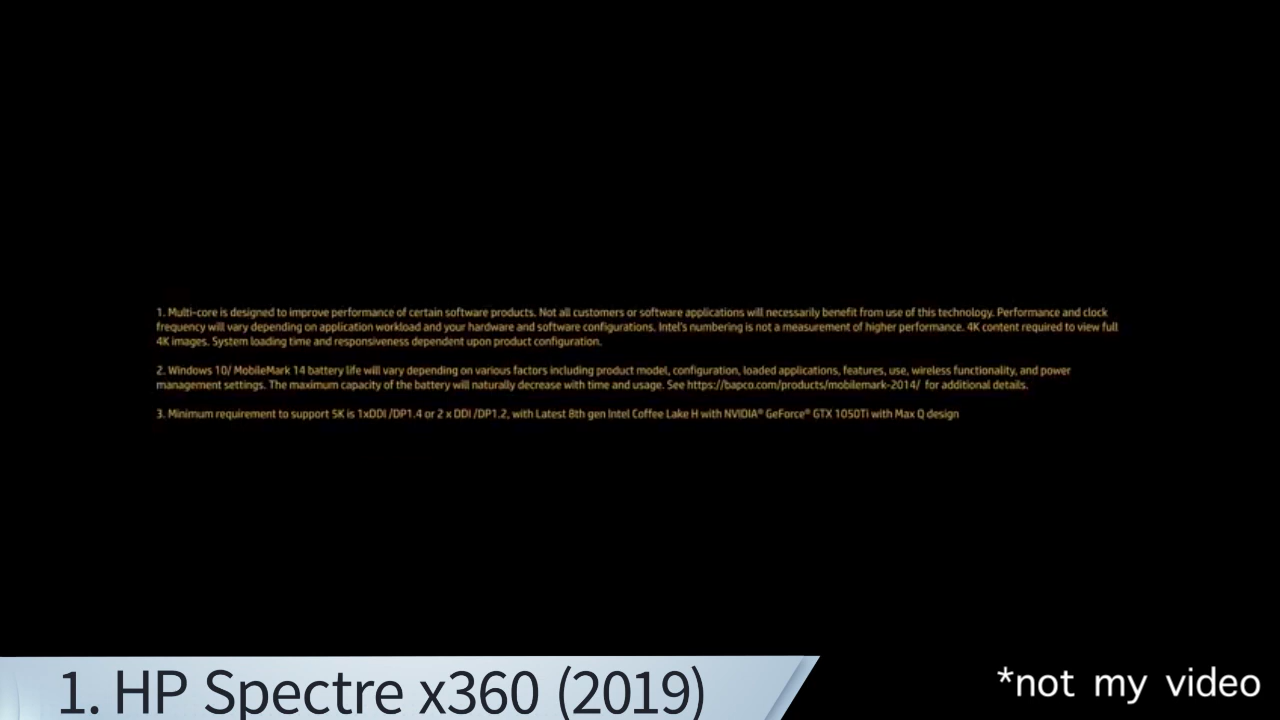 1. Multi-core is designed to improve performance of certain software products. Not all customers or software applications will necessarily benefit from use of this technology. Performance and clock
frequency will vary depending on application workload and your hardware and software configurations. Intel's numbering is not a measurement of higher performance. 4K content required to view full
4K images. System loading time and responsiveness dependent upon product configuration.
2. Windows 10/ MobileMark 14 battery life will vary depending on various factors including product model, configuration, loaded applications, features, use, wireless functionality, and power
management settings. The maximum capacity of the battery will naturally decrease with time and usage. See https://bapco.com/products/mobilemark-2014/ for additional details.
3. Minimum requirement to support 5K is 1xDDI /DP1.4 or 2 x DDI /DP1.2, with Latest 8th gen Intel Coffee Lake H with NVIDIA® GeForce® GTX 1050Ti with Max Q design
1. HP Spectre x360 (2019)
*not my video